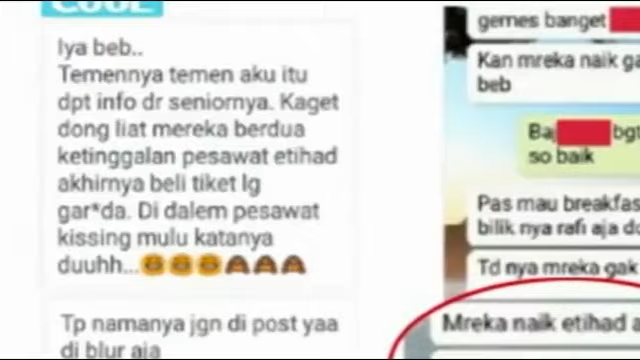 COOL
Iya beb..
Temennya temen aku itu
dpt info dr seniornya. Kaget
dong liat mereka berdua
ketinggalan pesawat etihad
akhirnya beli tiket lg
gar*da. Di dalem pesawat
kissing mulu katanya
duuhh...
Tp namanya jgn di post yaa
di blur aja
gemes banget
Kan mreka naik ga
beb
Baj bgt
so baik
Pas mau breakfas
bilik nya rafi aja do
Td nya mreka gak
Mreka naik etihad a